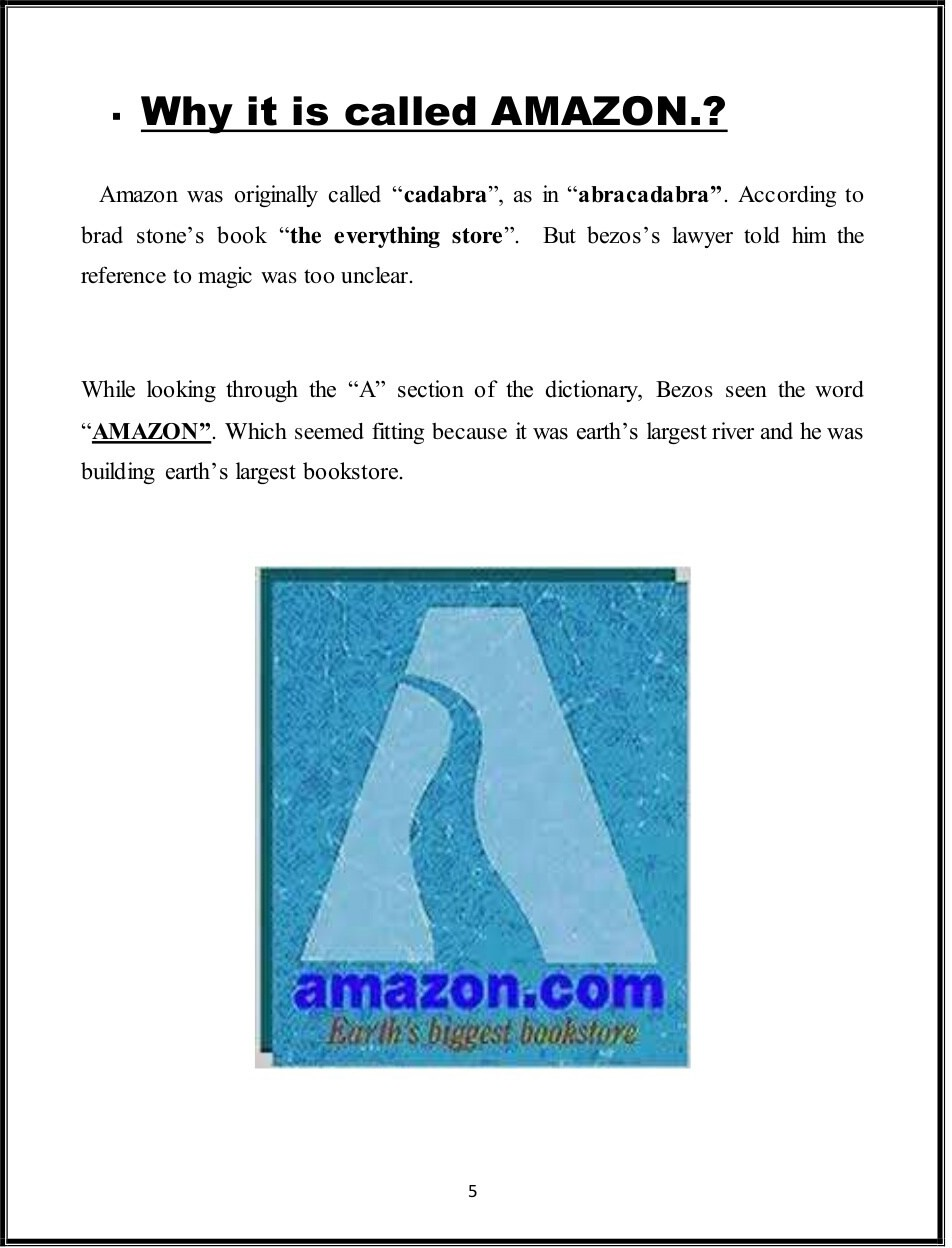 ▪ Why it is called AMAZON.?
Amazon was originally called “cadabra”, as in “abracadabra”. According to
brad stone’s book “the everything store”. But bezos’s lawyer told him the
reference to magic was too unclear.
While looking through the “A” section of the dictionary, Bezos seen the word
“AMAZON”. Which seemed fitting because it was earth’s largest river and he was
building earth’s largest bookstore.
amazon.com
Earth's biggest bookstore
5